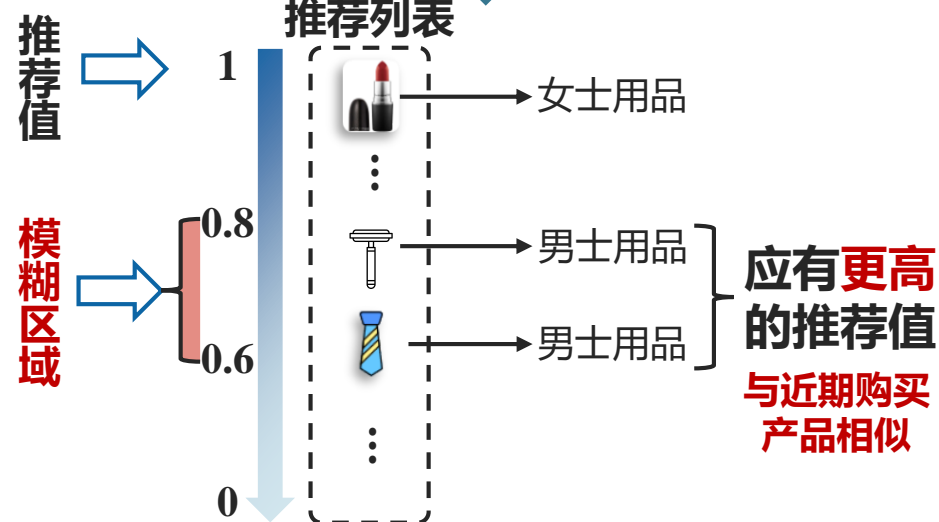 推荐列表
推荐值
1
女士用品
模糊区域
0.8
男士用品
应有更高
的推荐值
0.6
男士用品
与近期购买
产品相似
0